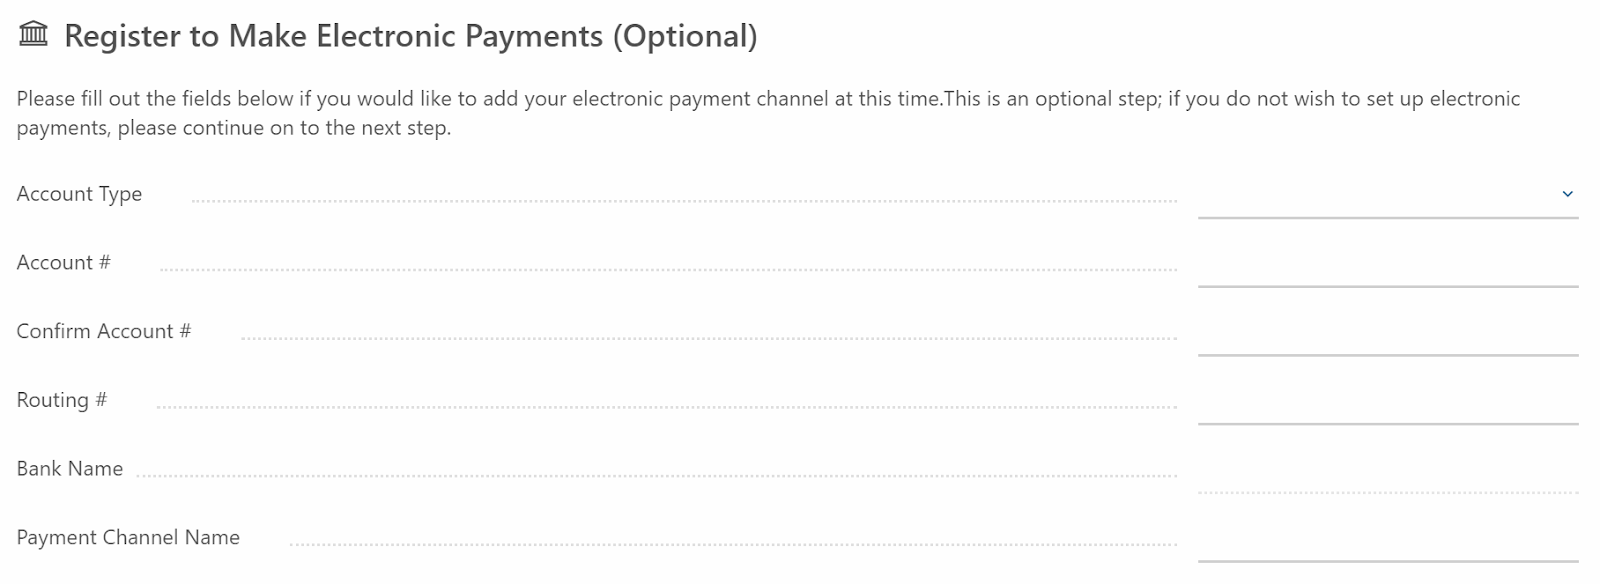 Register to Make Electronic Payments (Optional)
Please fill out the fields below if you would like to add your electronic payment channel at this time.This is an optional step; if you do not wish to set up electronic
payments, please continue on to the next step.
Account Type
Account #
Confirm Account #
Routing #
Bank Name
Payment Channel Name